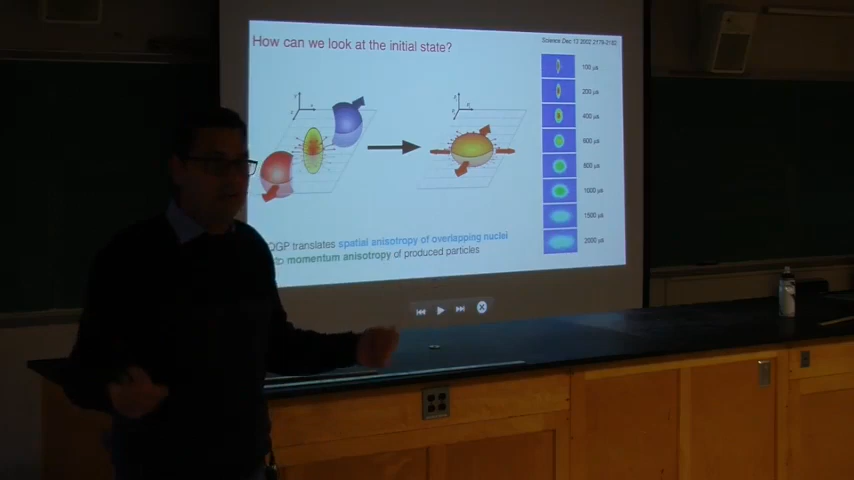 How can we look at the initial state?
Science Dec 13 2002 2179-2182
100 μs
200 μs
400 μs
600 μs
800 μs
1000 μs
1500 μs
2000 μs
QGP translates spatial anisotropy of overlapping nuclei
to momentum anisotropy of produced particles